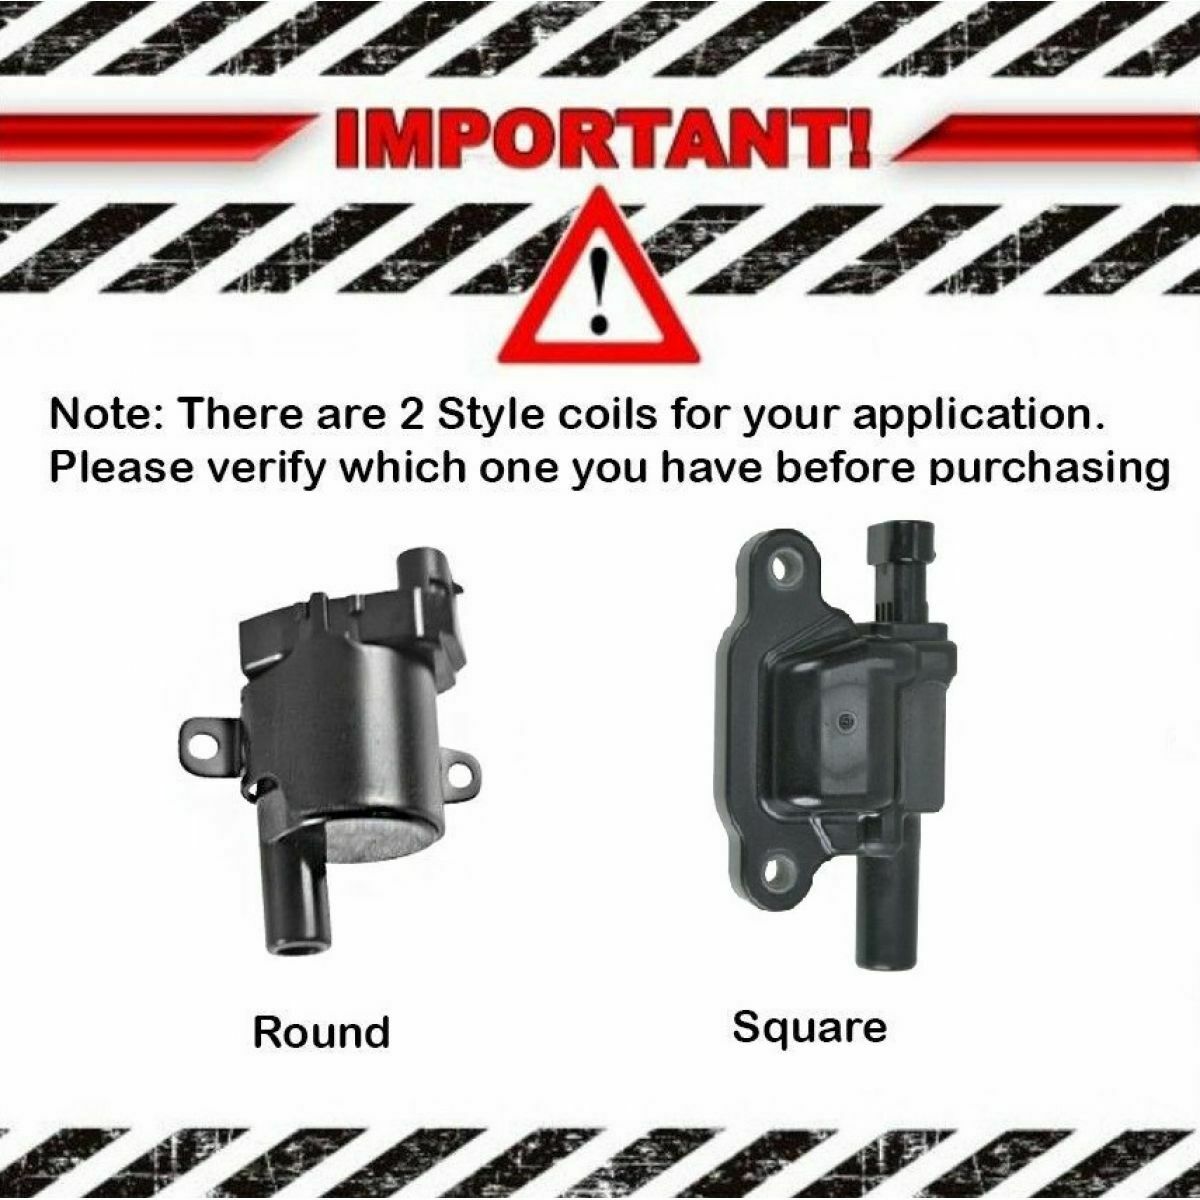 IMPORTANT!
Note: There are 2 Style coils for your application.
Please verify which one you have before purchasing
Round
Square